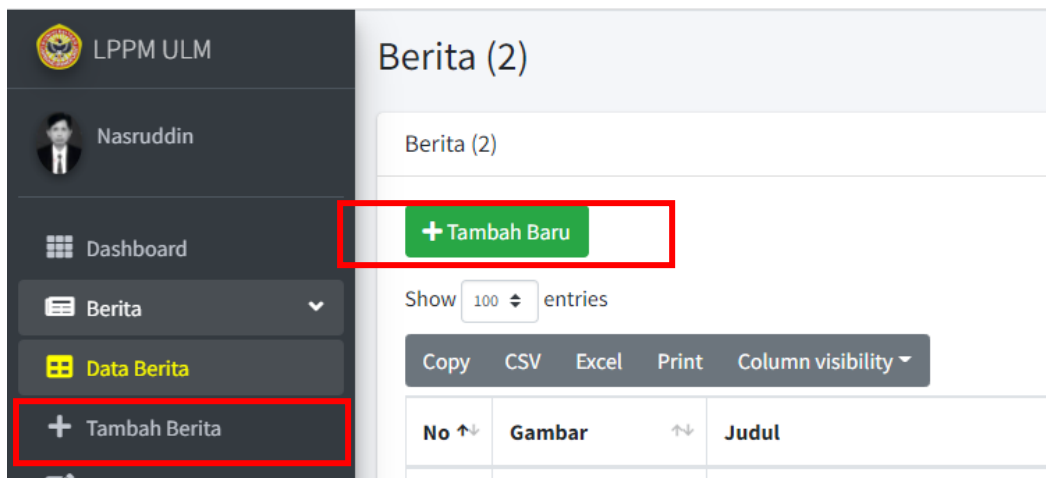 LPPM ULM
Nasruddin
Dashboard
Berita
Data Berita
Tambah Berita
Berita (2)
Berita (2)
Tambah Baru
Show 100 entries
Copy CSV Excel Print Column visibility
No Gambar Judul